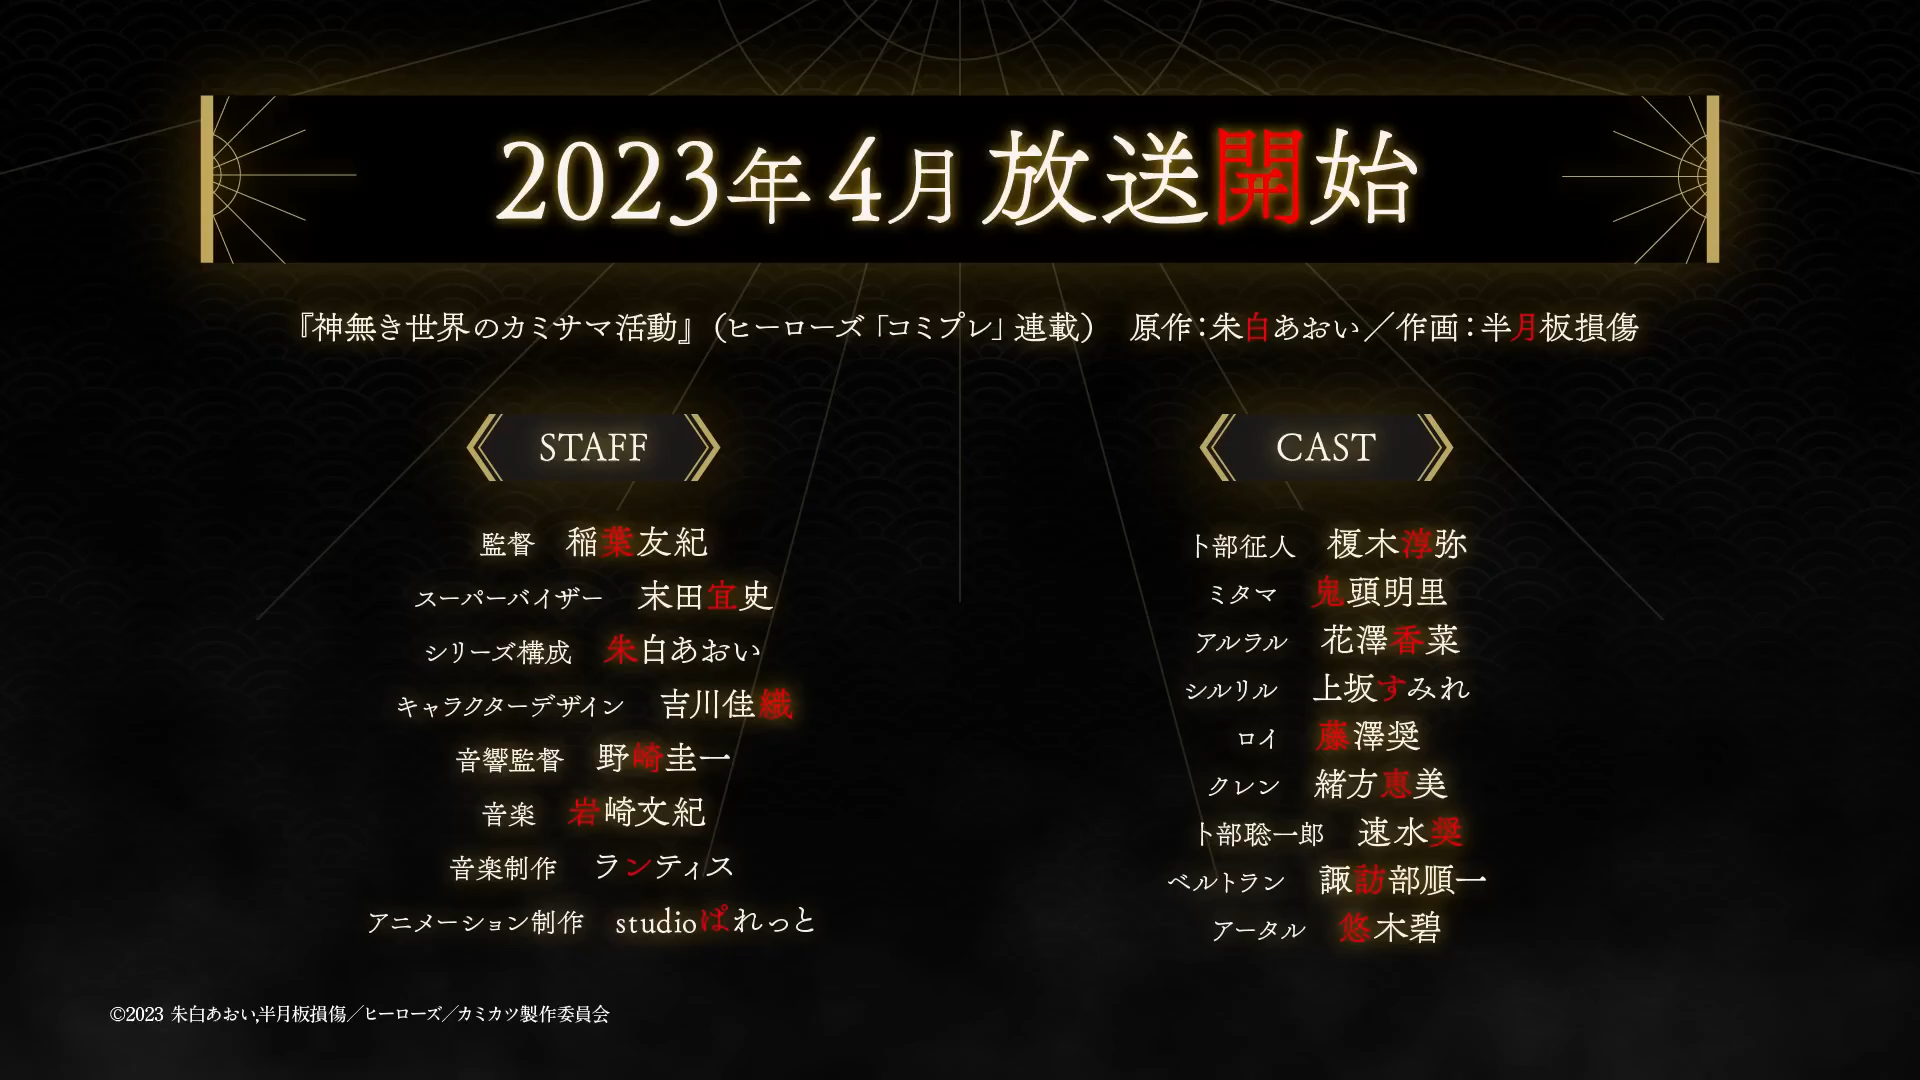 2023年4月放送開始
『神無き世界のカミサマ活動』（ヒーローズ「コミプレ」連載）　原作：朱白あおい／作画：半月板損傷
STAFF
監督　稲葉友紀
スーパーバイザー　末田宜史
シリーズ構成　朱白あおい
キャラクターデザイン　吉川佳織
音響監督　野崎圭一
音楽　岩崎文紀
音楽制作　ランティス
アニメーション制作　studioぱれっと
CAST
卜部征人　榎木淳弥
ミタマ　鬼頭明里
アルラル　花澤香菜
シルリル　上坂すみれ
ロイ　藤澤奨
クレン　緒方恵美
卜部聡一郎　速水奨
ベルトラン　諏訪部順一
アータル　悠木碧
©2023 朱白あおい,半月板損傷／ヒーローズ／カミカツ製作委員会